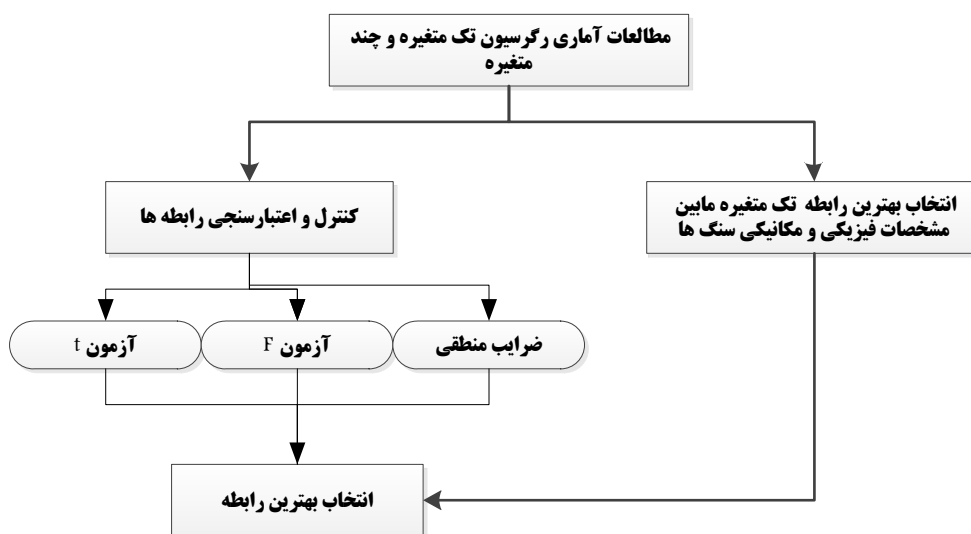 مطالعات آماری رگرسیون تک متغیره و چند
متغیره
انتخاب بهترین رابطه تک متغیره مابین
مشخصات فیزیکی و مکانیکی سنگ ها
کنترل و اعتبارسنجی رابطه ها
ضرایب منطقی
آزمون F
آزمون t
انتخاب بهترین رابطه